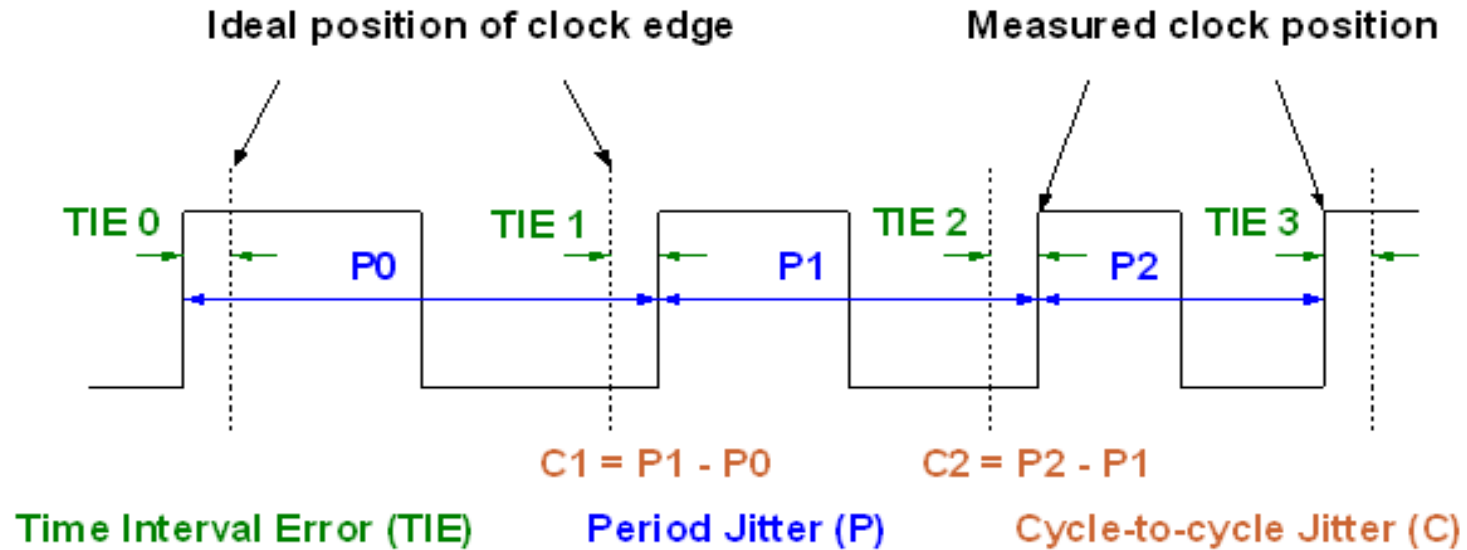 Ideal position of clock edge
Measured clock position
TIE 0
TIE 1
TIE 2
TIE 3
P0
P1
P2
C1 = P1 - P0
C2 = P2 - P1
Time Interval Error (TIE)
Period Jitter (P)
Cycle-to-cycle Jitter (C)